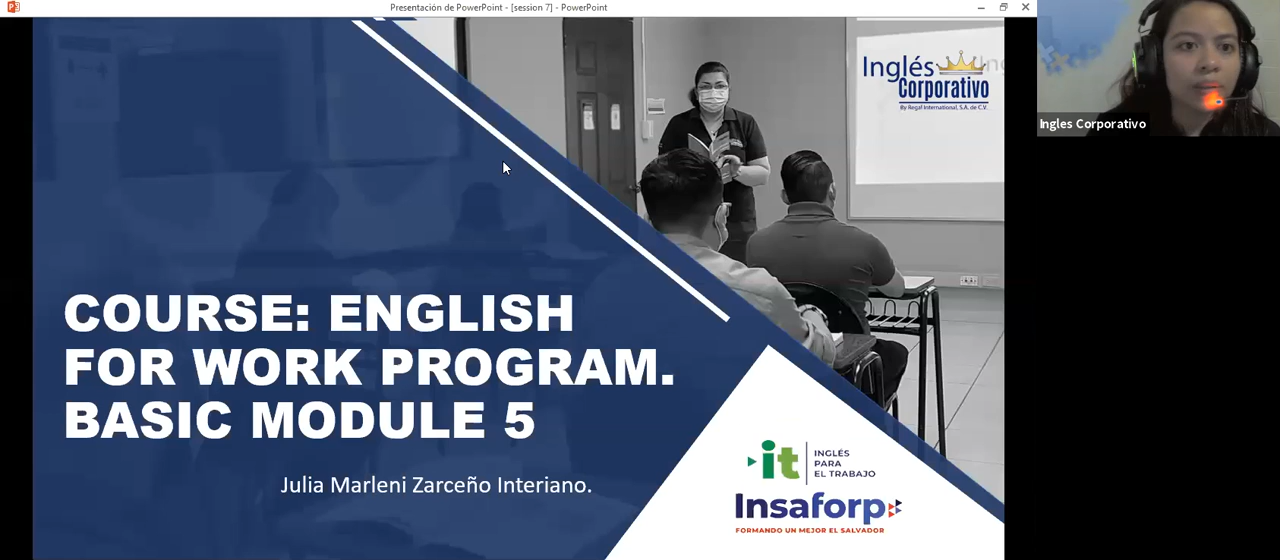 Presentación de PowerPoint - [session 7] - PowerPoint
Inglés
Corporativo
By Regal International, S.A. de C.V.
Ingles Corporativo
COURSE: ENGLISH
FOR WORK PROGRAM.
BASIC MODULE 5
Julia Marleni Zarceño Interiano.
it
INGLÉS
PARA
EL TRABAJO
Insaforp
FORMANDO UN MEJOR EL SALVADOR